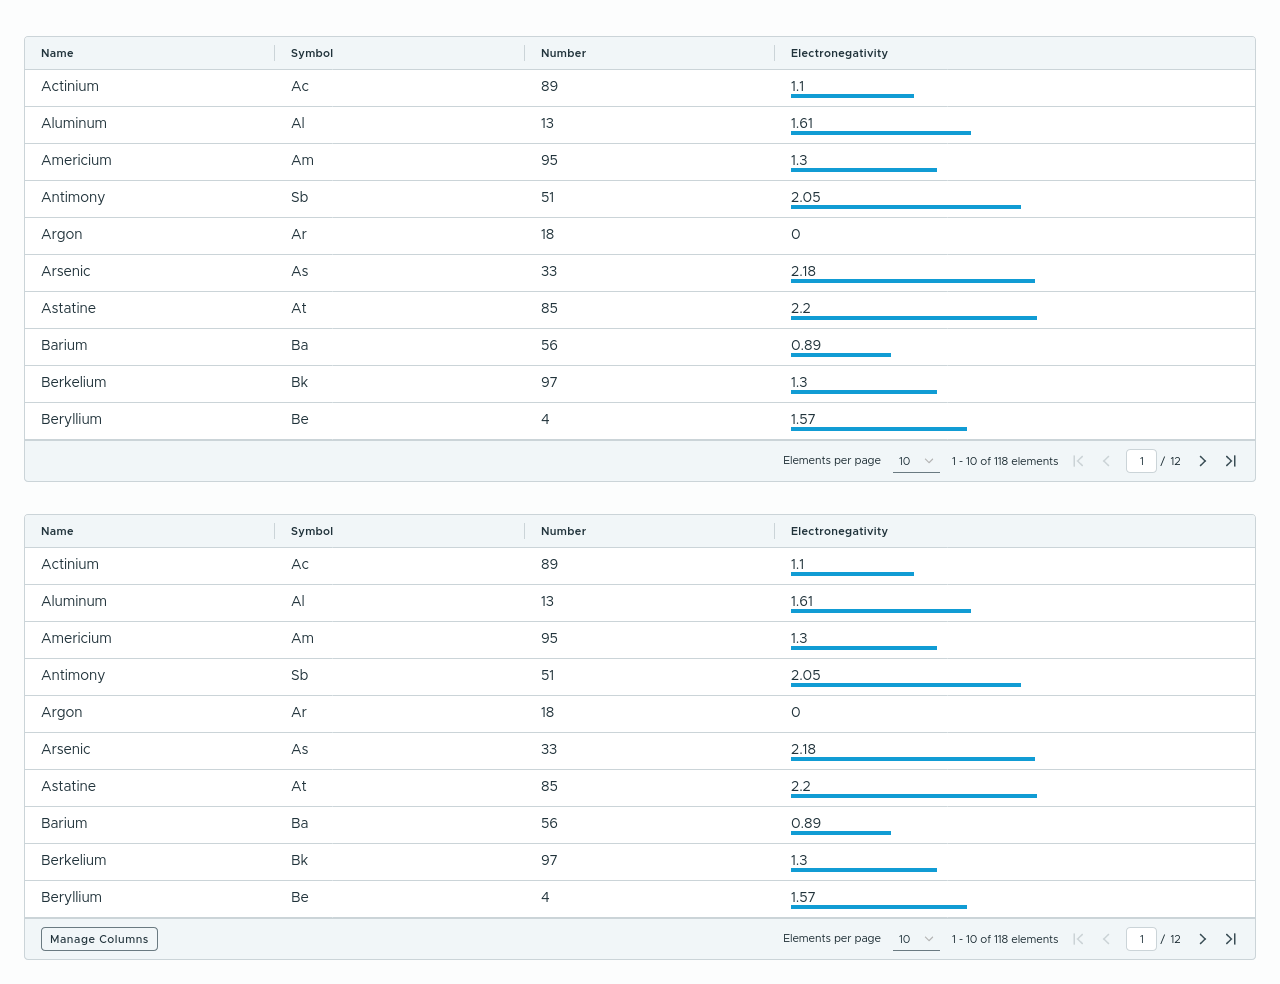 Name Symbol Number Electronegativity
Actinium Ac 89 1.1
Aluminum Al 13 1.61
Americium Am 95 1.3
Antimony Sb 51 2.05
Argon Ar 18 0
Arsenic As 33 2.18
Astatine At 85 2.2
Barium Ba 56 0.89
Berkelium Bk 97 1.3
Beryllium Be 4 1.57
Elements per page 10 1 - 10 of 118 elements 1 / 12
Name Symbol Number Electronegativity
Actinium Ac 89 1.1
Aluminum Al 13 1.61
Americium Am 95 1.3
Antimony Sb 51 2.05
Argon Ar 18 0
Arsenic As 33 2.18
Astatine At 85 2.2
Barium Ba 56 0.89
Berkelium Bk 97 1.3
Beryllium Be 4 1.57
Manage Columns Elements per page 10 1 - 10 of 118 elements 1 / 12